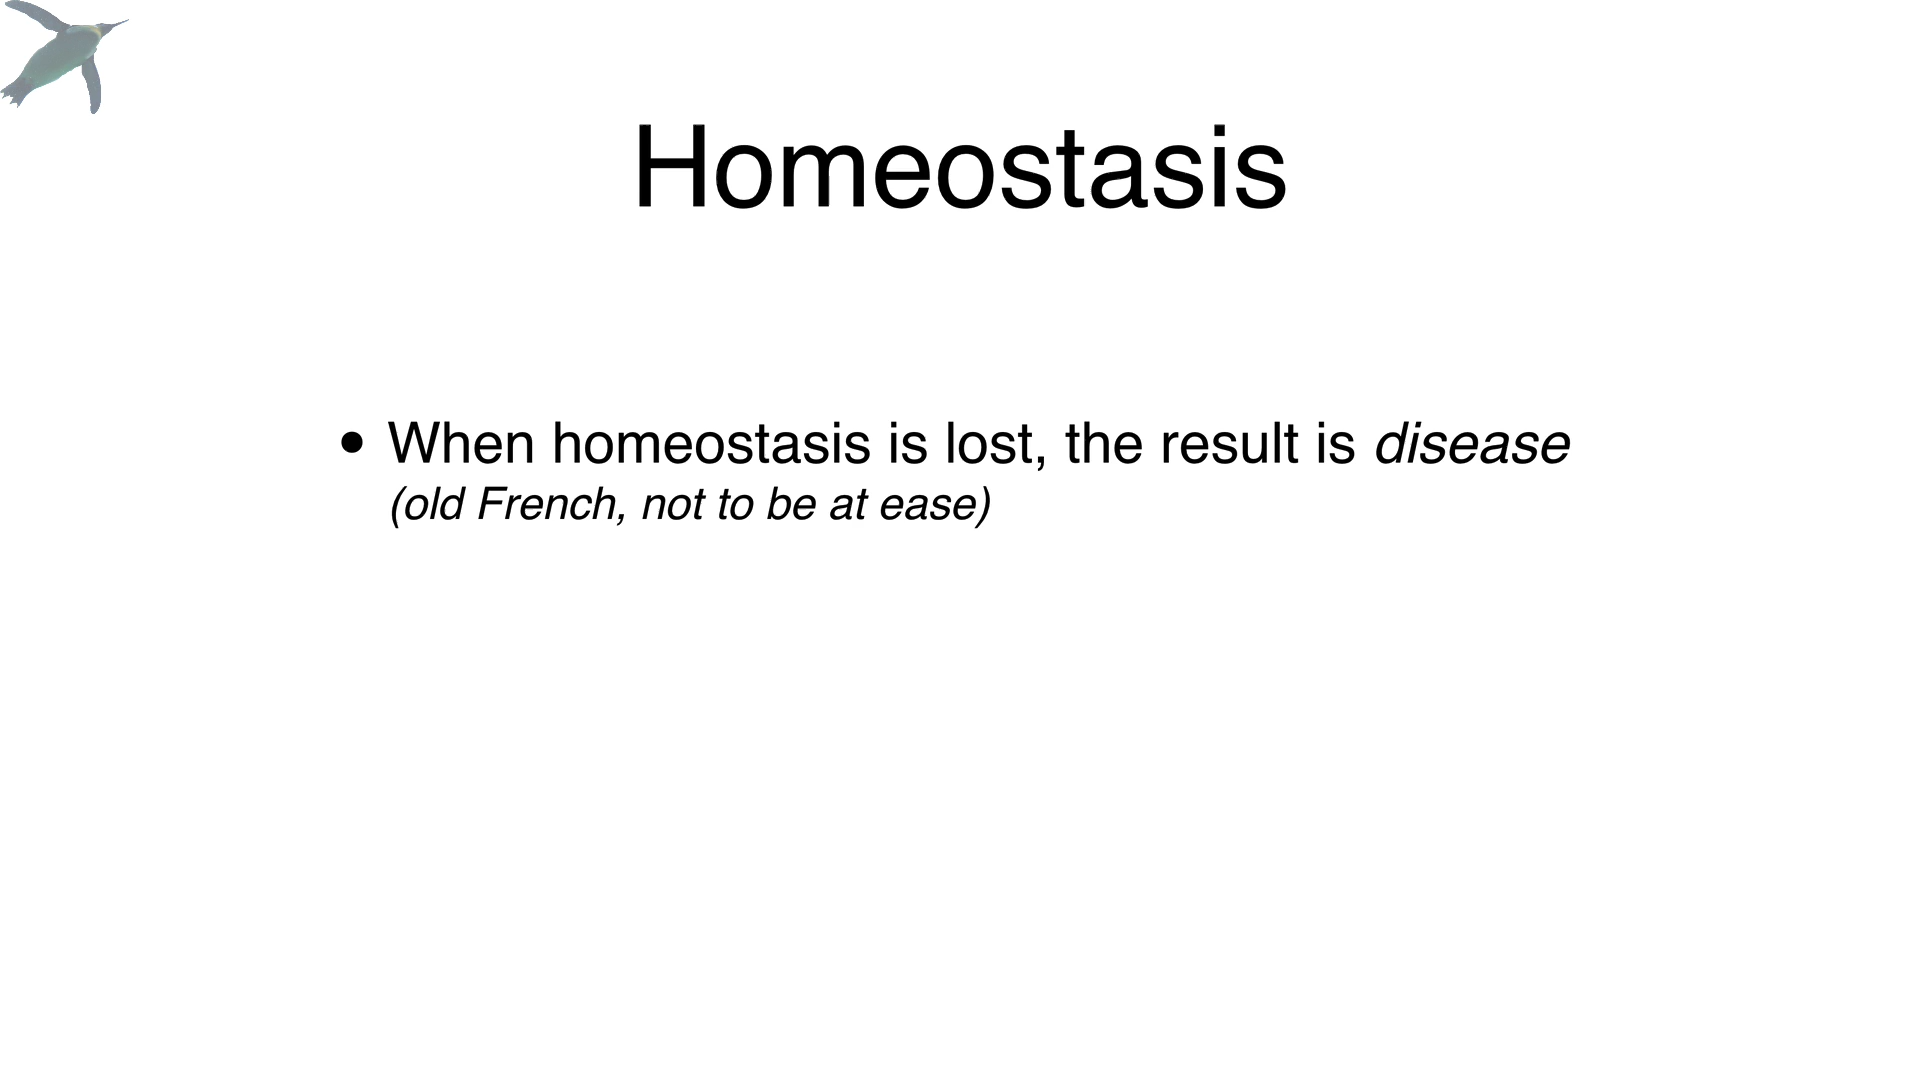 Homeostasis
• When homeostasis is lost, the result is disease
(old French, not to be at ease)